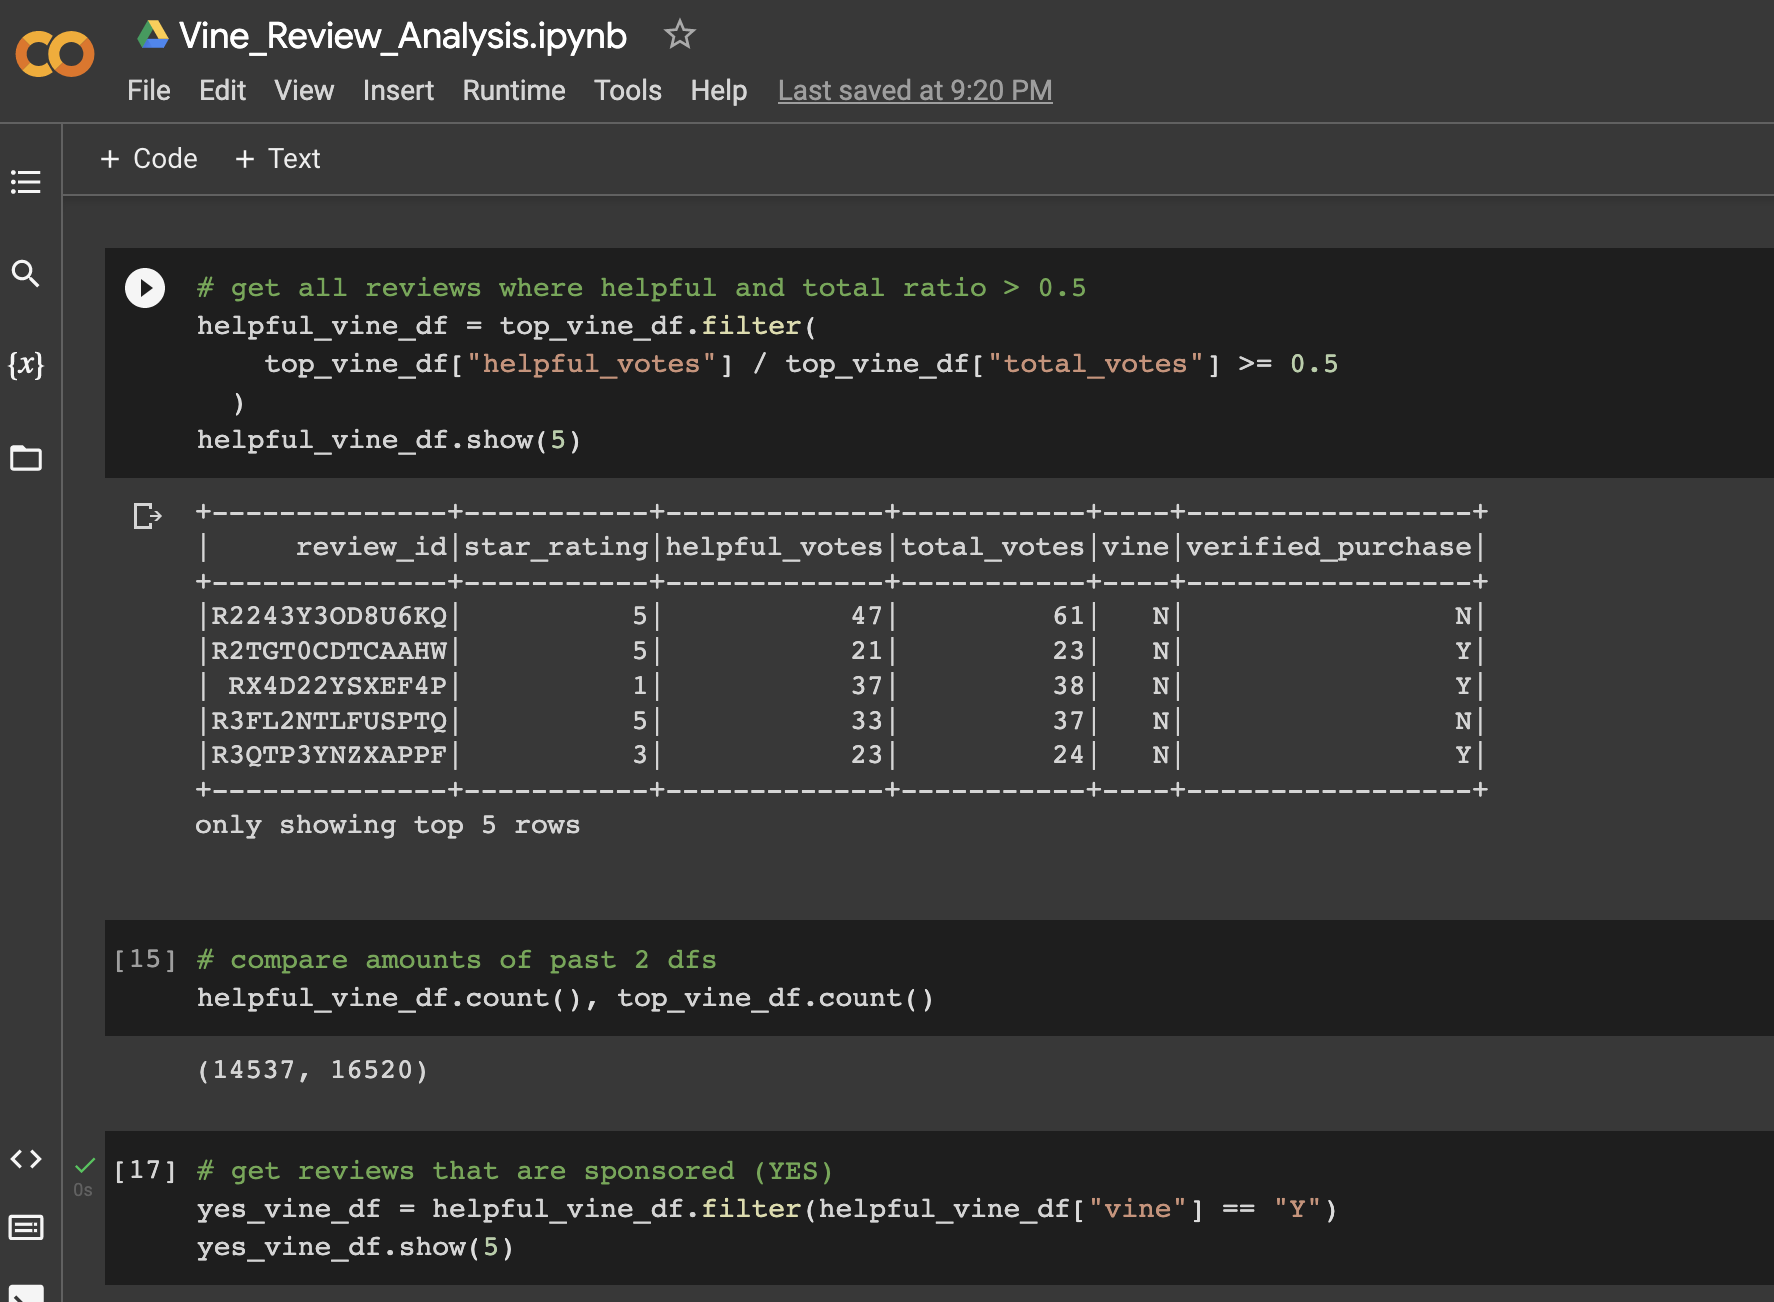 Vine_Review_Analysis.ipynb
File Edit View Insert Runtime Tools Help Last saved at 9:20 PM
+ Code + Text
{x}
# get all reviews where helpful and total ratio > 0.5
helpful_vine_df = top_vine_df.filter(
    top_vine_df["helpful_votes"] / top_vine_df["total_votes"] >= 0.5
  )
helpful_vine_df.show(5)
+--------------+-----------+-------------+-----------+----+-----------------+
|     review_id|star_rating|helpful_votes|total_votes|vine|verified_purchase|
+--------------+-----------+-------------+-----------+----+-----------------+
|R2243Y3OD8U6KQ|          5|           47|         61|   N|                N|
|R2TGT0CDTCAAHW|          5|           21|         23|   N|                Y|
| RX4D22YSXEF4P|          1|           37|         38|   N|                Y|
|R3FL2NTLFUSPTQ|          5|           33|         37|   N|                N|
|R3QTP3YNZXAPPF|          3|           23|         24|   N|                Y|
+--------------+-----------+-------------+-----------+----+-----------------+
only showing top 5 rows
[15] # compare amounts of past 2 dfs
helpful_vine_df.count(), top_vine_df.count()
(14537, 16520)
[17] # get reviews that are sponsored (YES)
0s
yes_vine_df = helpful_vine_df.filter(helpful_vine_df["vine"] == "Y")
yes_vine_df.show(5)